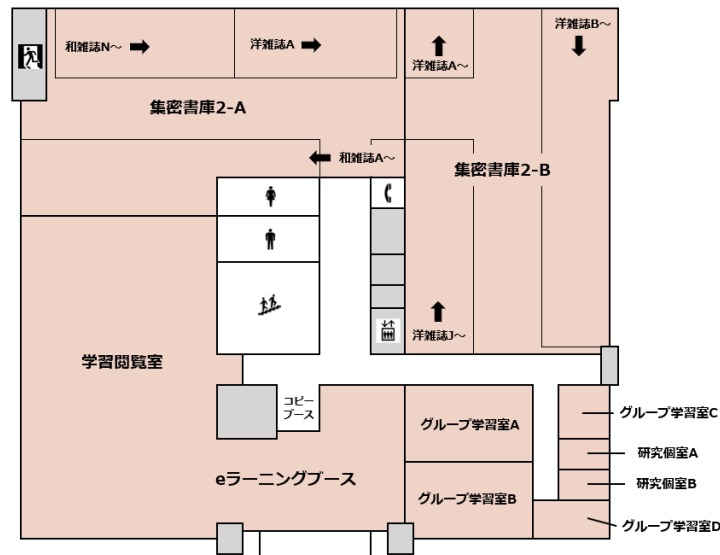 和雑誌N～
洋雑誌A
洋雑誌A～
洋雑誌B～
集密書庫2-A
和雑誌A～
集密書庫2-B
洋雑誌J～
学習閲覧室
コピー
ブース
グループ学習室A
グループ学習室C
研究個室A
eラーニングブース
研究個室B
グループ学習室B
グループ学習室D